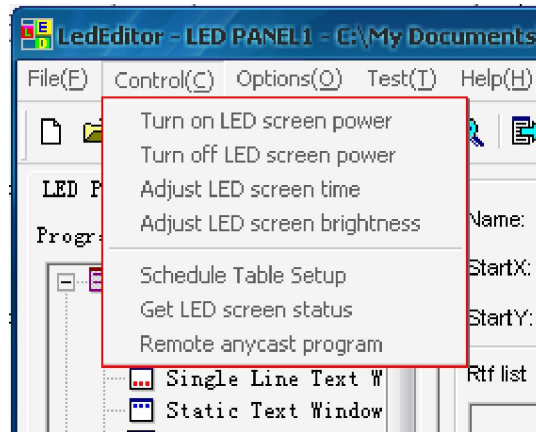 LedEditor - LED PANEL1 - C:\My Documents
File(F) Control(C) Options(O) Test(T) Help(H)
Turn on LED screen power
Turn off LED screen power
Adjust LED screen time
Adjust LED screen brightness
Schedule Table Setup
Get LED screen status
Remote anycast program
LED P
Progr
Name:
StartX:
StartY:
Rtf list
Single Line Text W
Static Text Window